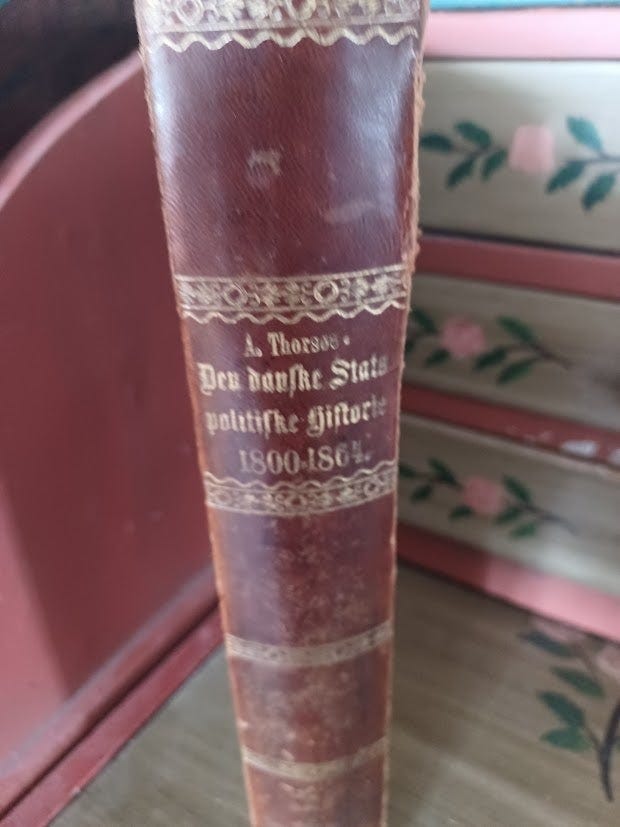 A. Thorsøe.
Den danske Stats
politiske Historie
1800-1864.